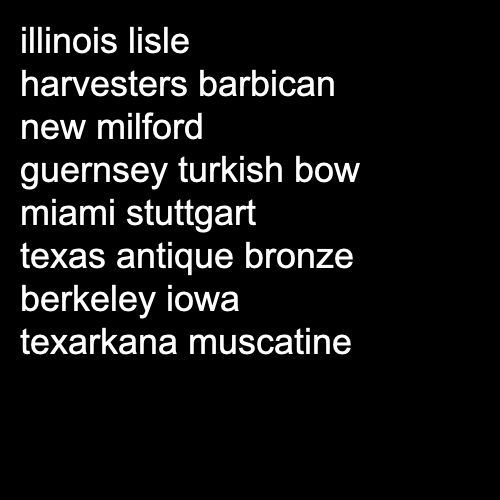 illinois lisle
harvesters barbican
new milford
guernsey turkish bow
miami stuttgart
texas antique bronze
berkeley iowa
texarkana muscatine